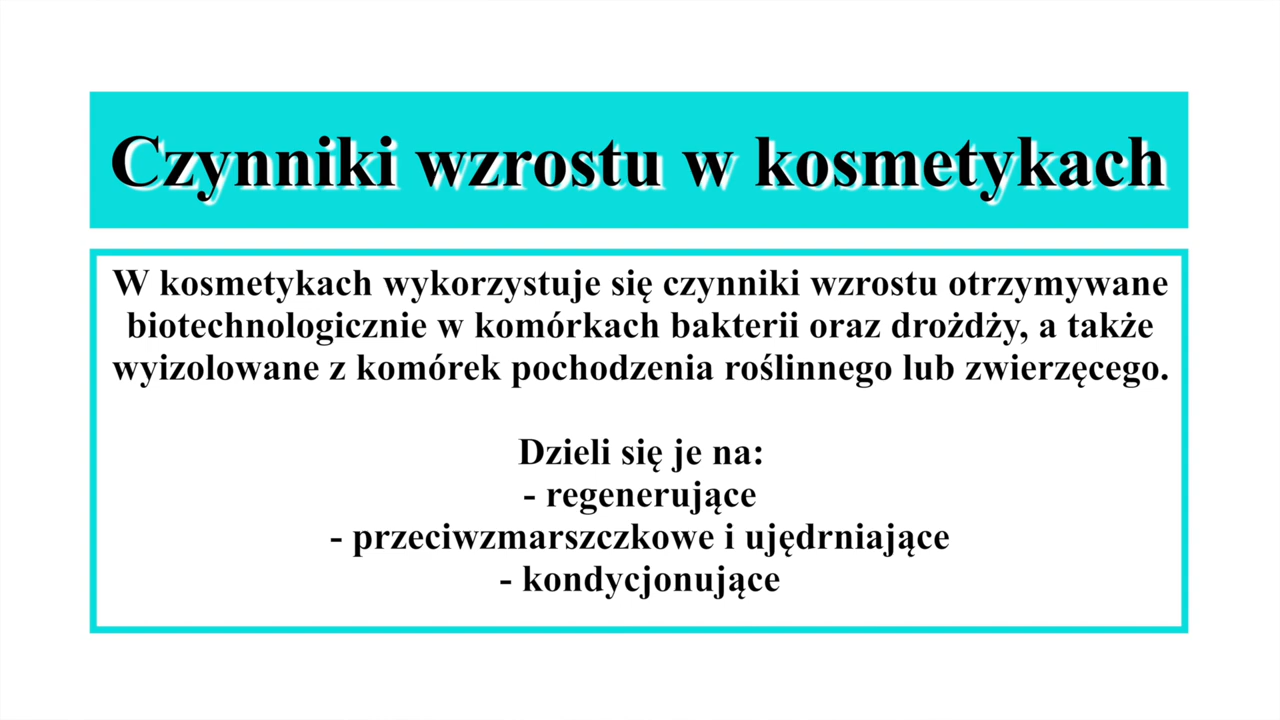 Czynniki wzrostu w kosmetykach
W kosmetykach wykorzystuje się czynniki wzrostu otrzymywane
biotechnologicznie w komórkach bakterii oraz drożdży, a także
wyizolowane z komórek pochodzenia roślinnego lub zwierzęcego.
Dzieli się je na:
- regenerujące
- przeciwzmarszczkowe i ujędrniające
- kondycjonujące